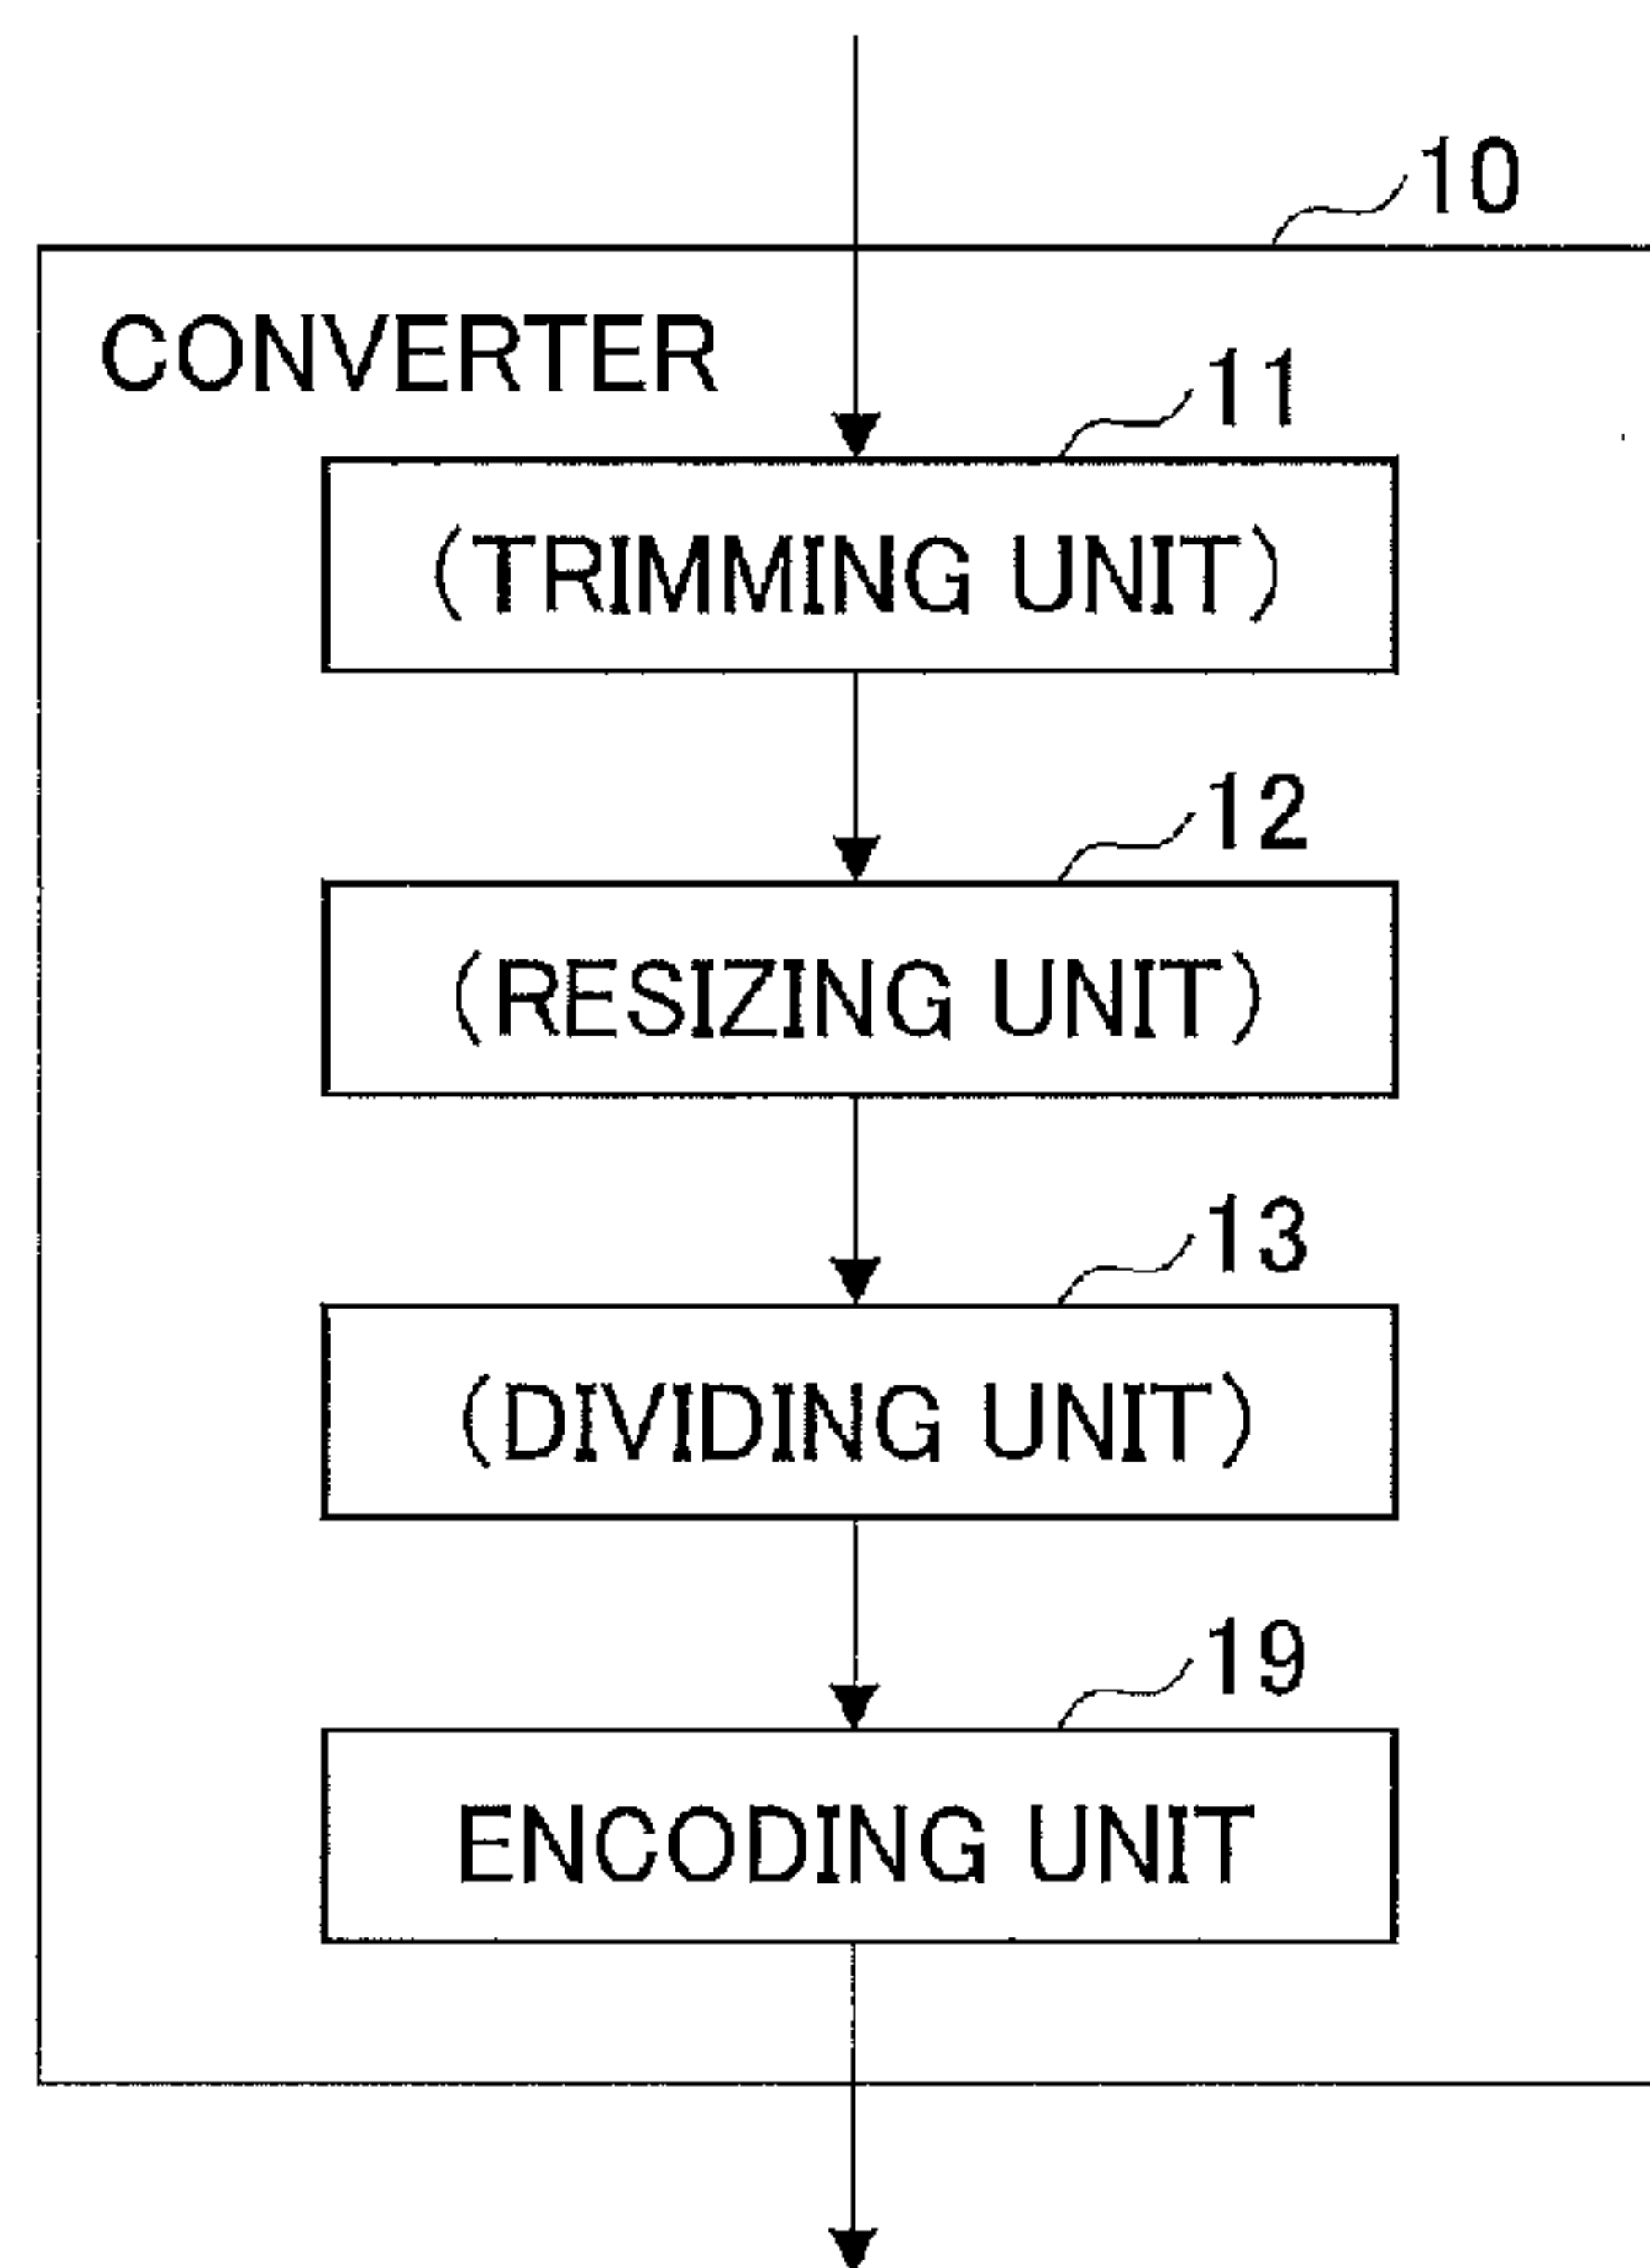 10
CONVERTER
11
(TRIMMING UNIT)
12
(RESIZING UNIT)
13
(DIVIDING UNIT)
19
ENCODING UNIT